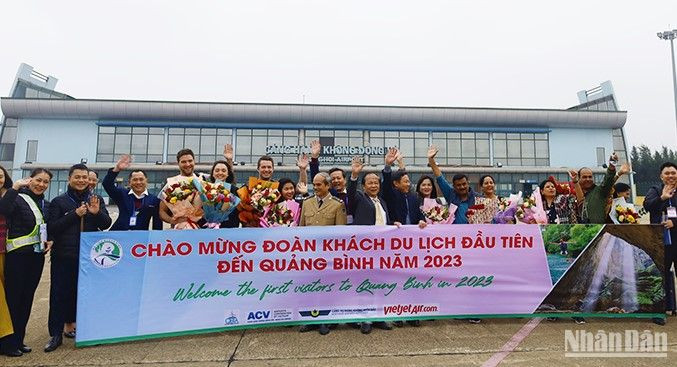 CẢNG HÀNG KHÔNG ĐỒNG HỚI
CHÀO MỪNG ĐOÀN KHÁCH DU LỊCH ĐẦU TIÊN
ĐẾN QUẢNG BÌNH NĂM 2023
Welcome the first visitors to Quang Binh in 2023
ACV
vietjetAir.com
NhânDân